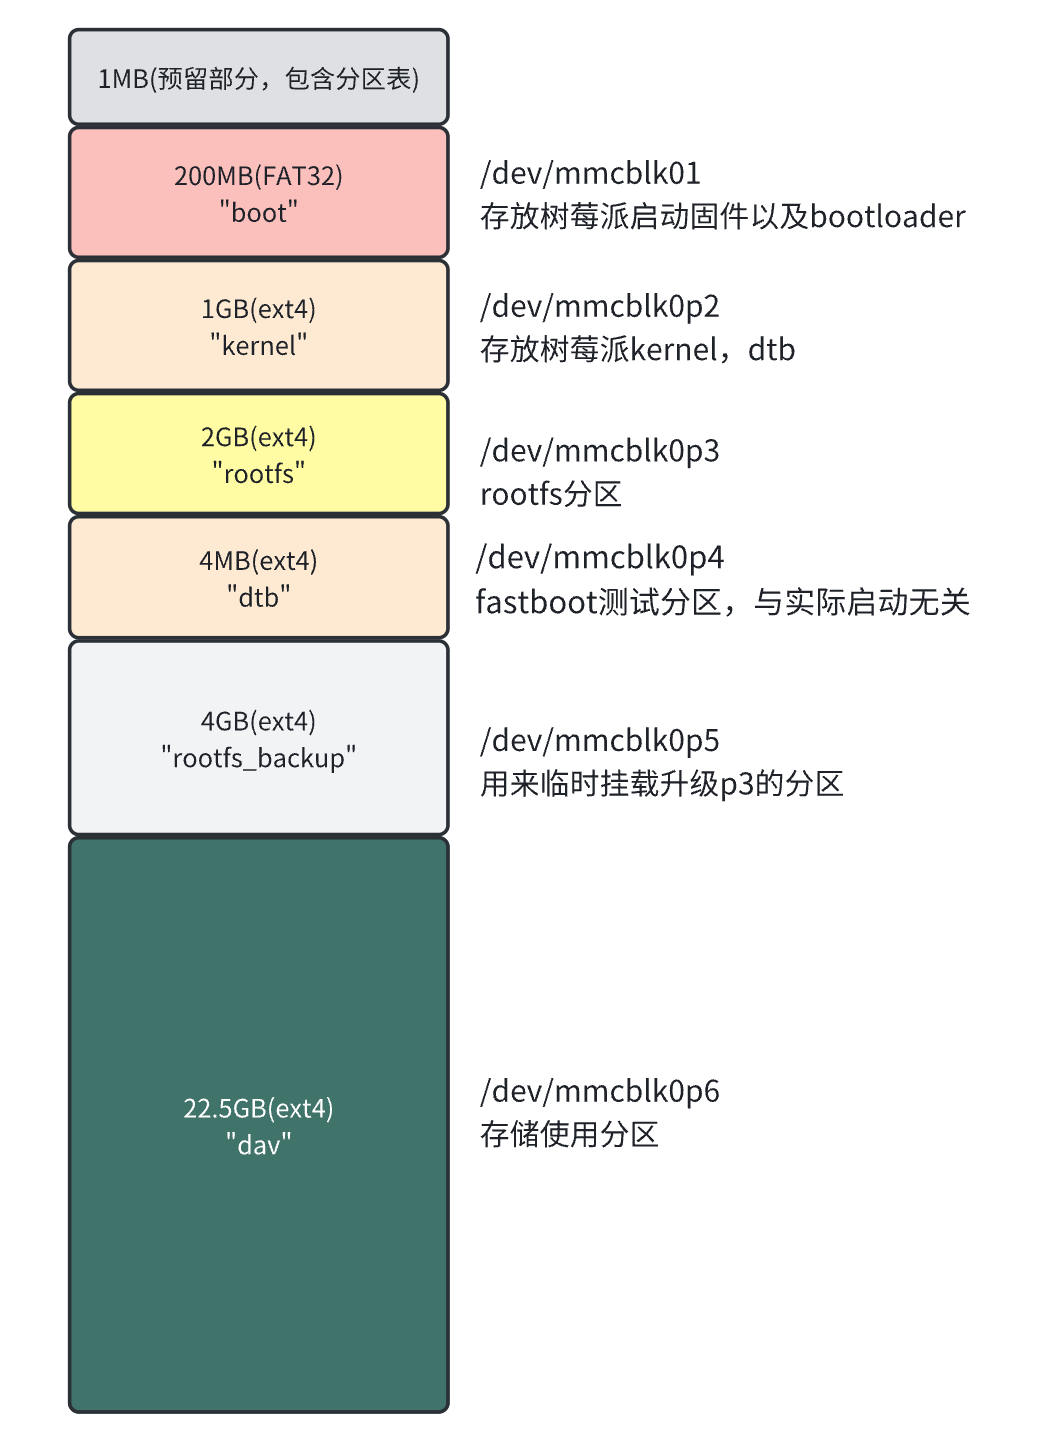 1MB(预留部分，包含分区表)
200MB(FAT32)
"boot"
/dev/mmcblk01
存放树莓派启动固件以及bootloader
1GB(ext4)
"kernel"
/dev/mmcblk0p2
存放树莓派kernel，dtb
2GB(ext4)
"rootfs"
/dev/mmcblk0p3
rootfs分区
4MB(ext4)
"dtb"
/dev/mmcblk0p4
fastboot测试分区，与实际启动无关
4GB(ext4)
"rootfs_backup"
/dev/mmcblk0p5
用来临时挂载升级p3的分区
22.5GB(ext4)
"dav"
/dev/mmcblk0p6
存储使用分区